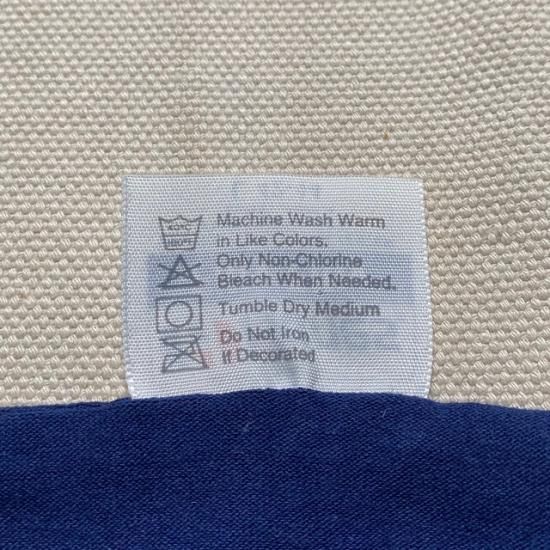 40°C
Machine Wash Warm
in Like Colors.
Only Non-Chlorine
Bleach When Needed.
Tumble Dry Medium
Do Not Iron
If Decorated